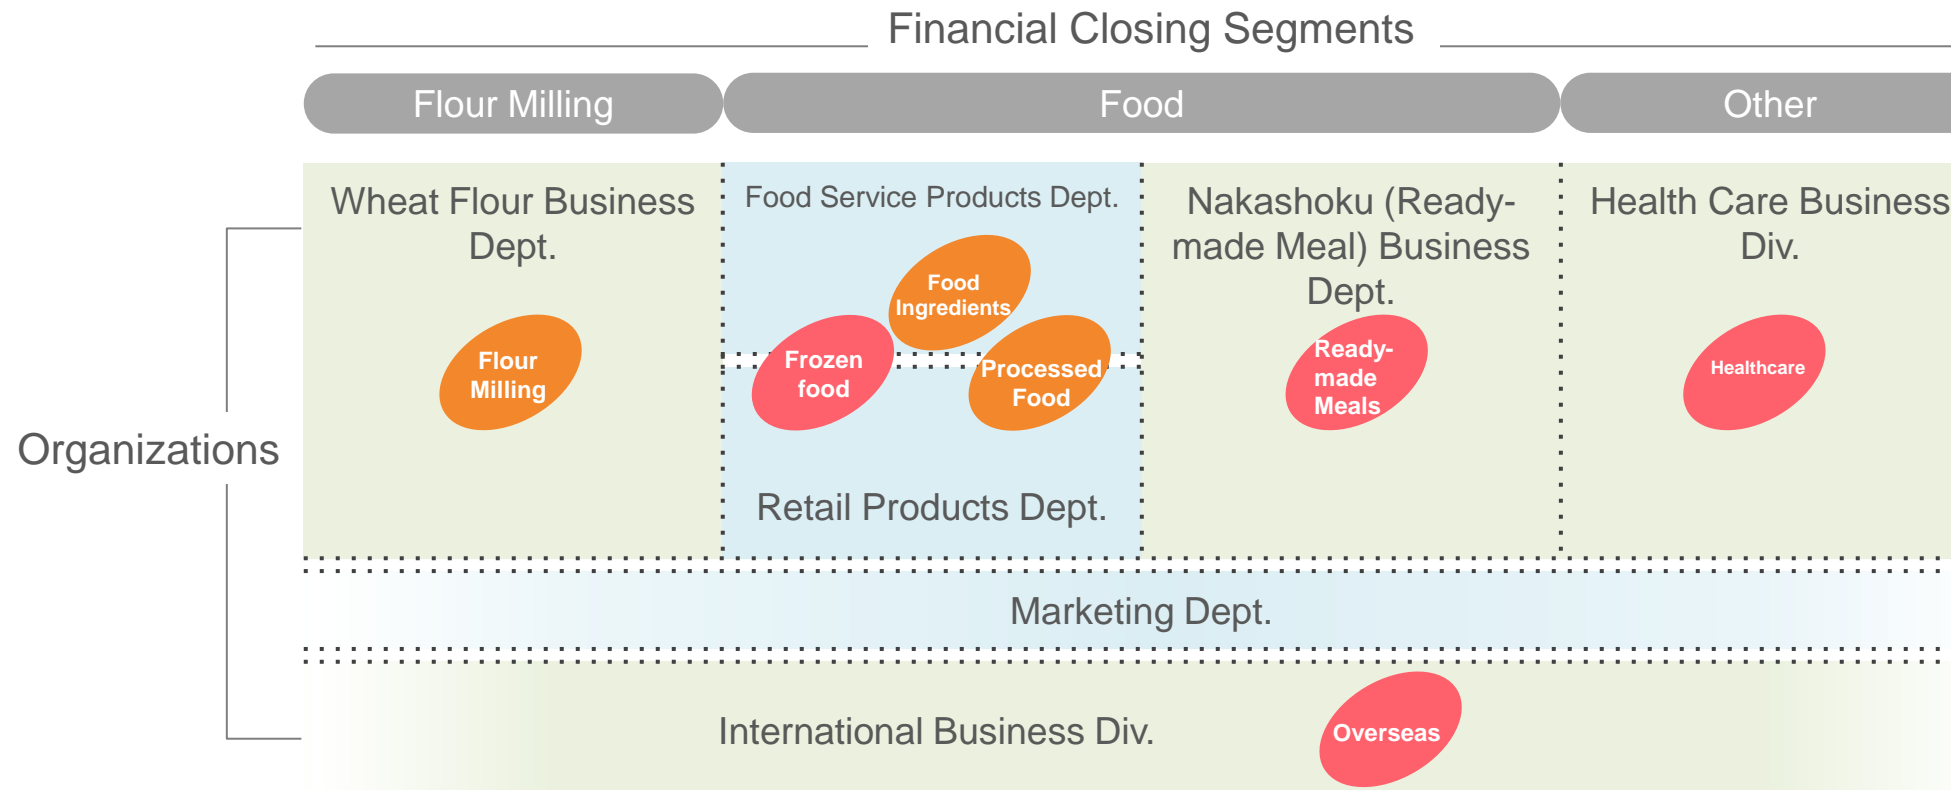 Financial Closing Segments
Flour Milling
Food
Other
Wheat Flour Business
Dept.
Food Service Products Dept.
Nakashoku (Ready-
made Meal) Business
Dept.
Health Care Business
Div.
Food
Ingredients
Flour
Milling
Frozen
food
Processed
Food
Ready-
made
Meals
Healthcare
Organizations
Retail Products Dept.
Marketing Dept.
International Business Div.
Overseas